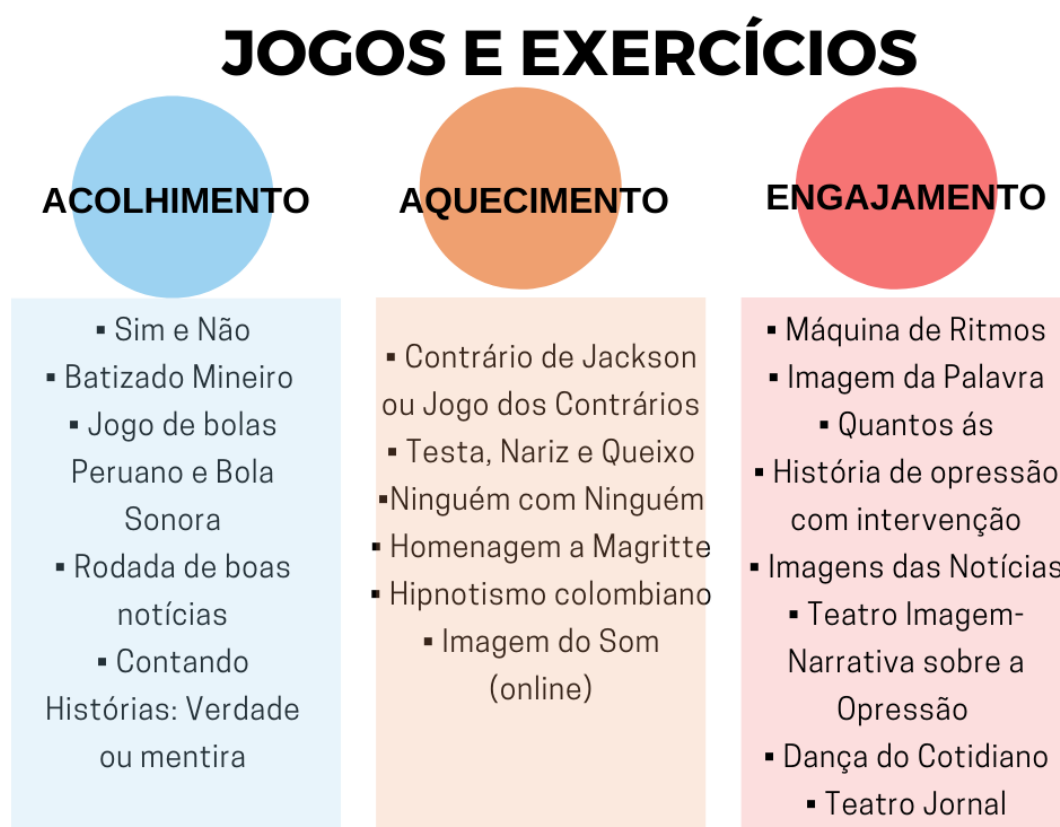 JOGOS E EXERCÍCIOS
ACOLHIMENTO
▪ Sim e Não
▪ Batizado Mineiro
▪ Jogo de bolas
Peruano e Bola
Sonora
▪ Rodada de boas
notícias
▪ Contando
Histórias: Verdade
ou mentira
AQUECIMENTO
▪ Contrário de Jackson
ou Jogo dos Contrários
▪ Testa, Nariz e Queixo
▪Ninguém com Ninguém
▪ Homenagem a Magritte
▪ Hipnotismo colombiano
▪ Imagem do Som
(online)
ENGAJAMENTO
▪ Máquina de Ritmos
▪ Imagem da Palavra
▪ Quantos ás
▪ História de opressão
com intervenção
▪ Imagens das Notícias
▪ Teatro Imagem-
Narrativa sobre a
Opressão
▪ Dança do Cotidiano
▪ Teatro Jornal